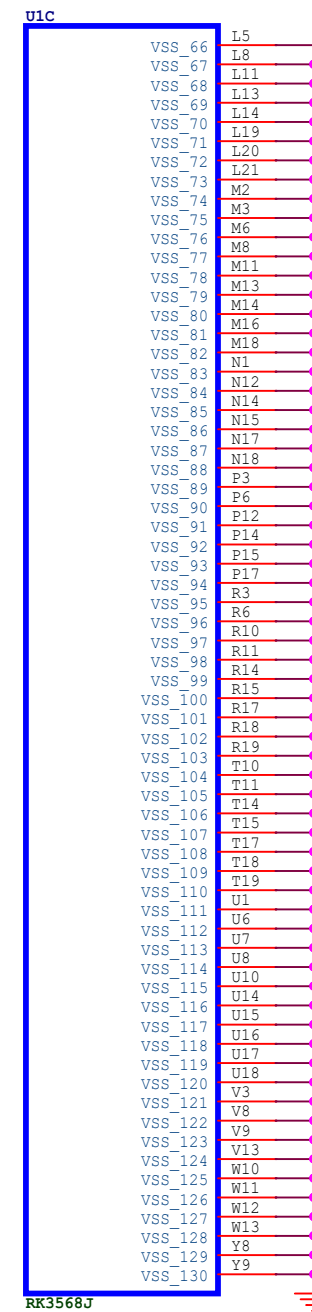 U1C
VSS_66 L5
VSS_67 L8
VSS_68 L11
VSS_69 L13
VSS_70 L14
VSS_71 L19
VSS_72 L20
VSS_73 L21
VSS_74 M2
VSS_75 M3
VSS_76 M6
VSS_77 M8
VSS_78 M11
VSS_79 M13
VSS_80 M14
VSS_81 M16
VSS_82 M18
VSS_83 N1
VSS_84 N12
VSS_85 N14
VSS_86 N15
VSS_87 N17
VSS_88 N18
VSS_89 P3
VSS_90 P6
VSS_91 P12
VSS_92 P14
VSS_93 P15
VSS_94 P17
VSS_95 R3
VSS_96 R6
VSS_97 R10
VSS_98 R11
VSS_99 R14
VSS_100 R15
VSS_101 R17
VSS_102 R18
VSS_103 R19
VSS_104 T10
VSS_105 T11
VSS_106 T14
VSS_107 T15
VSS_108 T17
VSS_109 T18
VSS_110 T19
VSS_111 U1
VSS_112 U6
VSS_113 U7
VSS_114 U8
VSS_115 U10
VSS_116 U14
VSS_117 U15
VSS_118 U16
VSS_119 U17
VSS_120 U18
VSS_121 V3
VSS_122 V8
VSS_123 V9
VSS_124 V13
VSS_125 W10
VSS_126 W11
VSS_127 W12
VSS_128 W13
VSS_129 Y8
VSS_130 Y9
RK3568J